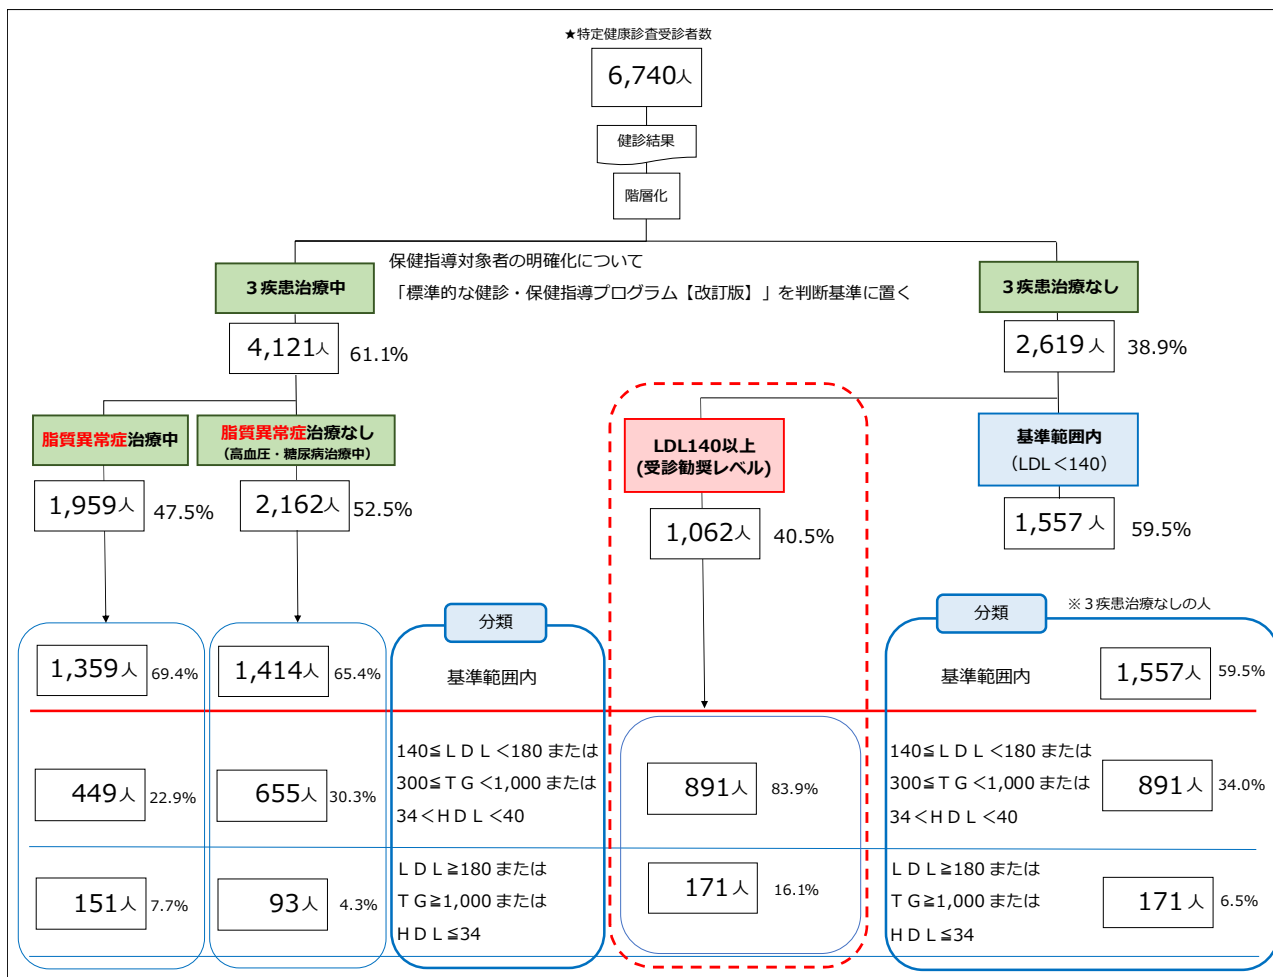 ★特定健康診査受診者数
6,740人
健診結果
階層化
保健指導対象者の明確化について
「標準的な健診・保健指導プログラム【改訂版】」を判断基準に置く
３疾患治療中
4,121人 61.1%
３疾患治療なし
2,619人 38.9%
脂質異常症治療中
1,959人 47.5%
脂質異常症治療なし
(高血圧・糖尿病治療中)
2,162人 52.5%
LDL140以上
(受診勧奨レベル)
1,062人 40.5%
基準範囲内
（LDL＜140）
1,557人 59.5%
分類
分類
※３疾患治療なしの人
1,359人 69.4%
1,414人 65.4%
基準範囲内
基準範囲内
1,557人 59.5%
449人 22.9%
655人 30.3%
140≦ＬＤＬ＜180または
300≦ＴＧ＜1,000または
34＜ＨＤＬ＜40
891人 83.9%
140≦ＬＤＬ＜180または
300≦ＴＧ＜1,000または
34＜ＨＤＬ＜40
891人 34.0%
151人 7.7%
93人 4.3%
ＬＤＬ≧180または
ＴＧ≧1,000または
ＨＤＬ≦34
171人 16.1%
ＬＤＬ≧180または
ＴＧ≧1,000または
ＨＤＬ≦34
171人 6.5%